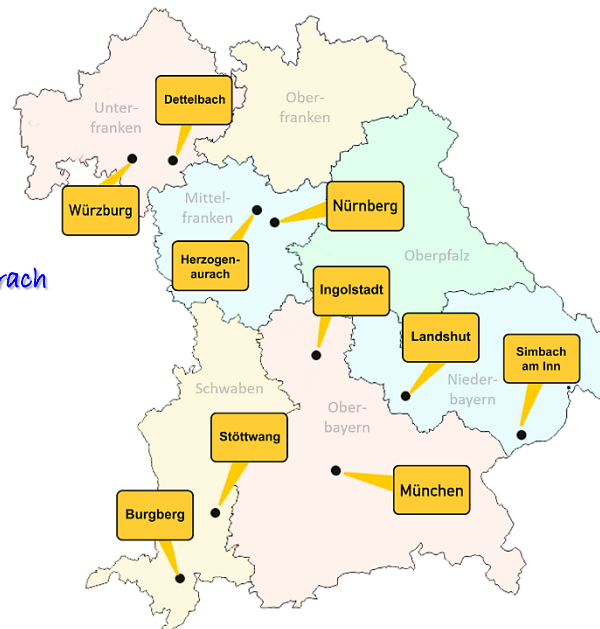 Dettelbach
Ober-
franken
Unter-
franken
Würzburg
Mittel-
franken
Nürnberg
Herzogen-
aurach
Oberpfalz
rach
Ingolstadt
Landshut
Simbach
am Inn
Schwaben
Nieder-
bayern
Ober-
bayern
Stöttwang
München
Burgberg